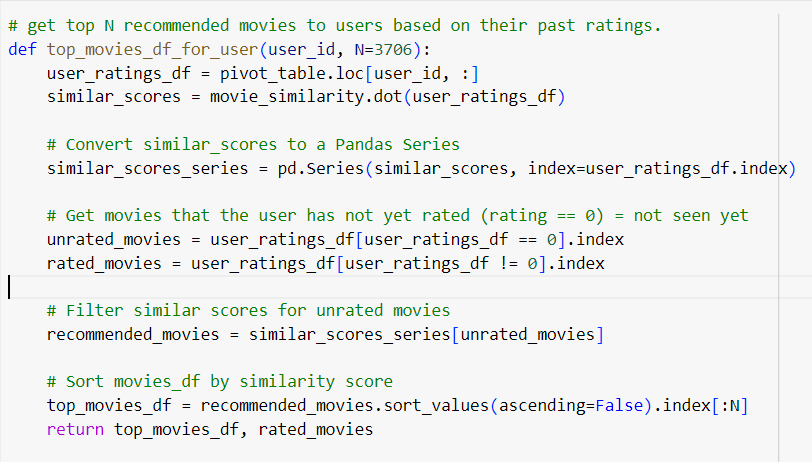 # get top N recommended movies to users based on their past ratings.
def top_movies_df_for_user(user_id, N=3706):
    user_ratings_df = pivot_table.loc[user_id, :]
    similar_scores = movie_similarity.dot(user_ratings_df)

    # Convert similar_scores to a Pandas Series
    similar_scores_series = pd.Series(similar_scores, index=user_ratings_df.index)

    # Get movies that the user has not yet rated (rating == 0) = not seen yet
    unrated_movies = user_ratings_df[user_ratings_df == 0].index
    rated_movies = user_ratings_df[user_ratings_df != 0].index

    # Filter similar scores for unrated movies
    recommended_movies = similar_scores_series[unrated_movies]

    # Sort movies_df by similarity score
    top_movies_df = recommended_movies.sort_values(ascending=False).index[:N]
    return top_movies_df, rated_movies